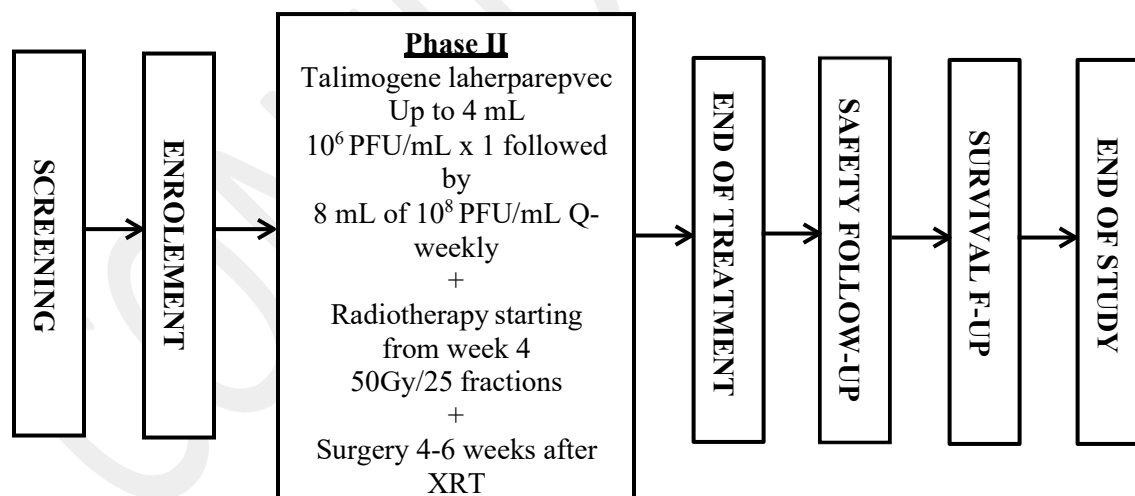 SCREENING
ENROLEMENT
Phase II
Talimogene laherparepvec
Up to 4 mL
10⁶ PFU/mL x 1 followed
by
8 mL of 10⁸ PFU/mL Q-
weekly
+
Radiotherapy starting
from week 4
50Gy/25 fractions
+
Surgery 4-6 weeks after
XRT
END OF TREATMENT
SAFETY FOLLOW-UP
SURVIVAL F-UP
END OF STUDY